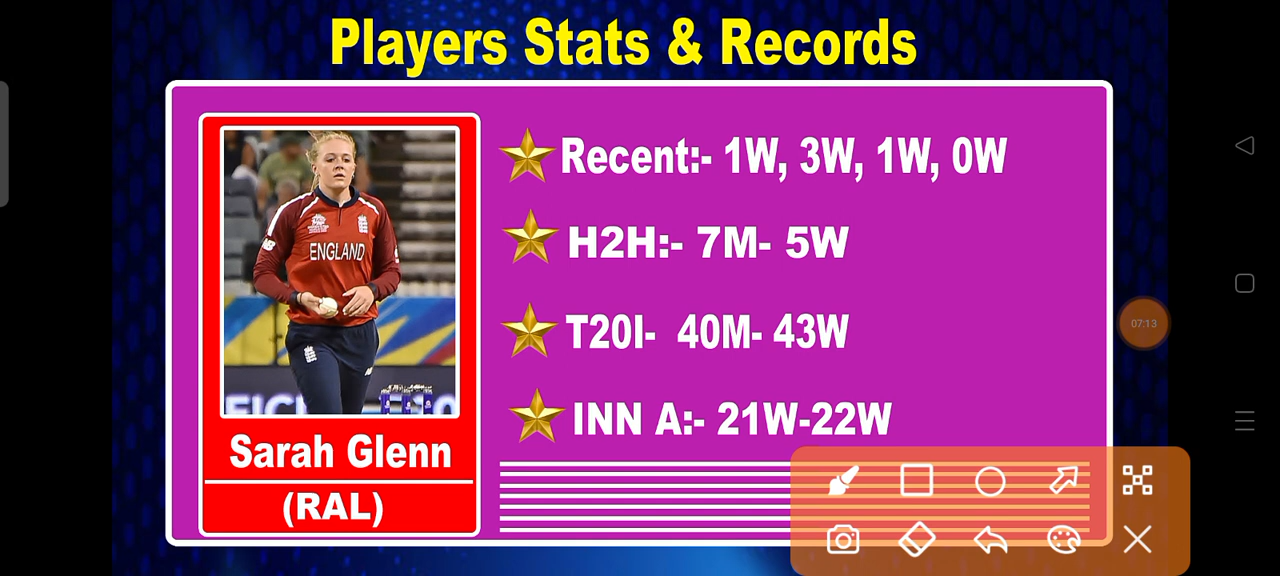 Players Stats & Records
Recent:- 1W, 3W, 1W, 0W
H2H:- 7M- 5W
T20I- 40M- 43W
INN A:- 21W-22W
ENGLAND
Sarah Glenn
(RAL)
07:13